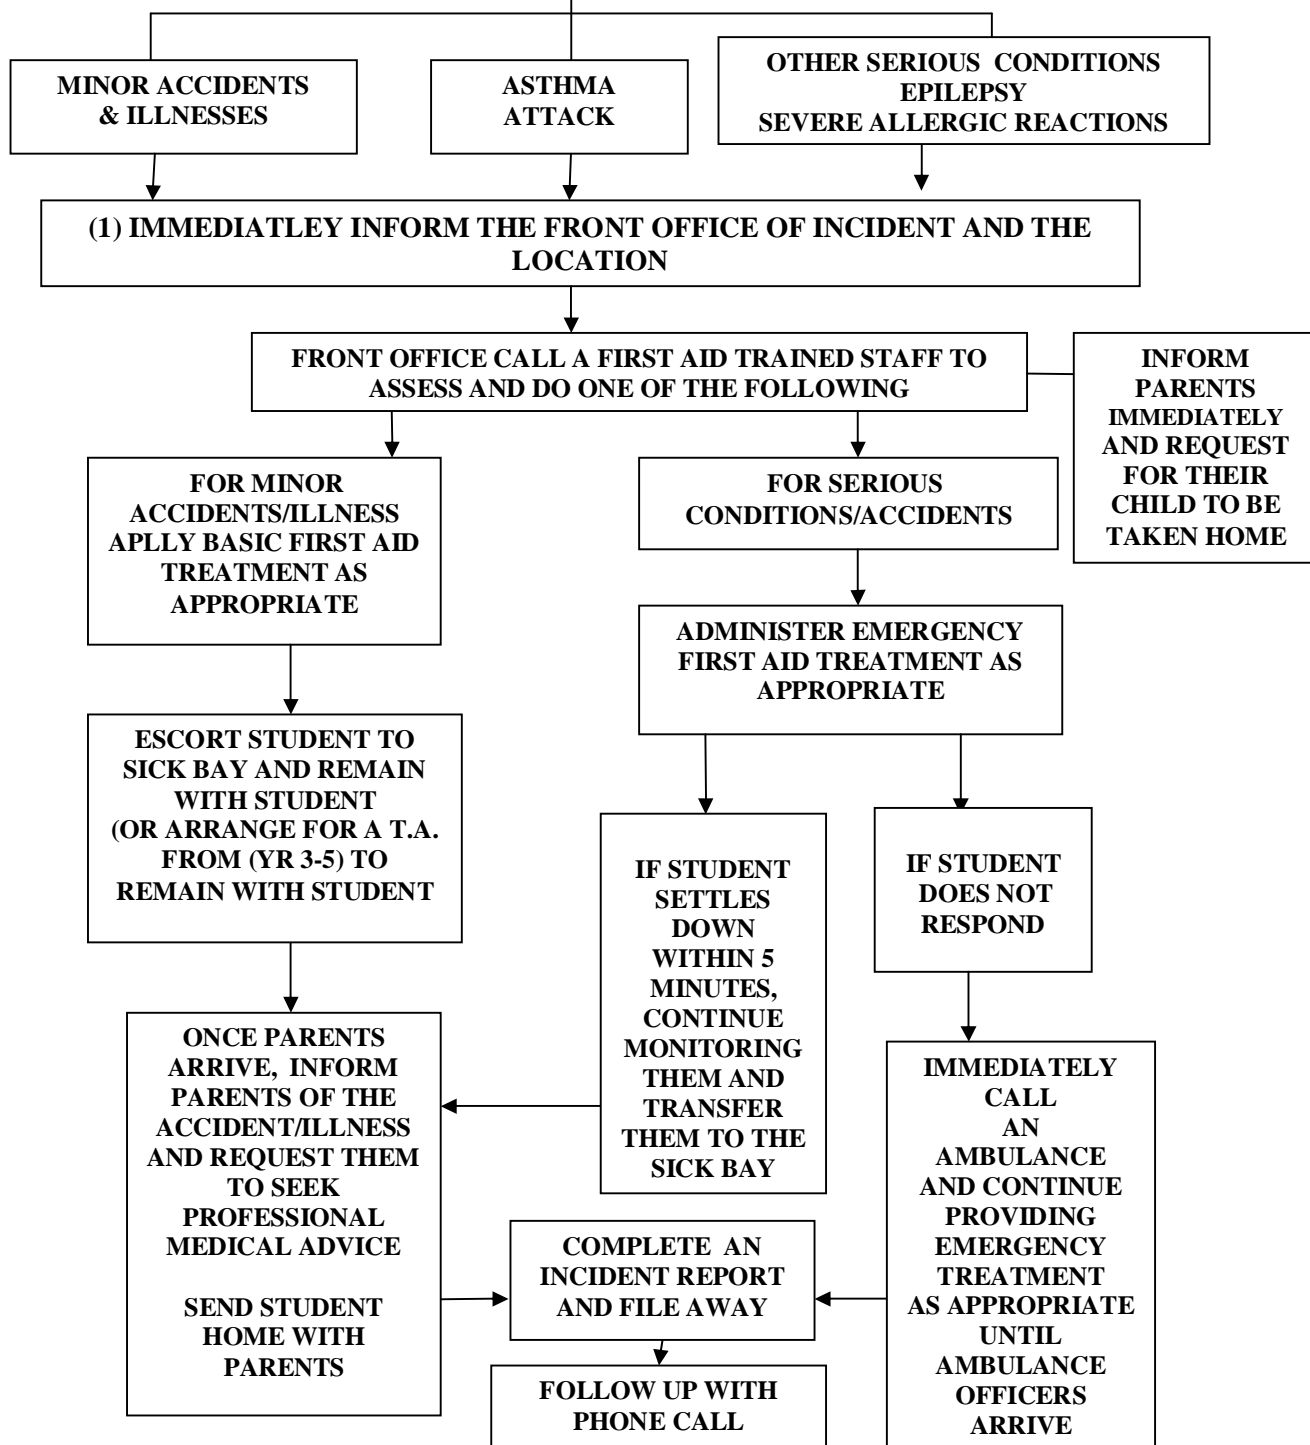 MINOR ACCIDENTS
& ILLNESSES
ASTHMA
ATTACK
OTHER SERIOUS CONDITIONS
EPILEPSY
SEVERE ALLERGIC REACTIONS
(1) IMMEDIATLEY INFORM THE FRONT OFFICE OF INCIDENT AND THE
LOCATION
FRONT OFFICE CALL A FIRST AID TRAINED STAFF TO
ASSESS AND DO ONE OF THE FOLLOWING
INFORM
PARENTS
IMMEDIATELY
AND REQUEST
FOR THEIR
CHILD TO BE
TAKEN HOME
FOR MINOR
ACCIDENTS/ILLNESS
APLLY BASIC FIRST AID
TREATMENT AS
APPROPRIATE
FOR SERIOUS
CONDITIONS/ACCIDENTS
ADMINISTER EMERGENCY
FIRST AID TREATMENT AS
APPROPRIATE
ESCORT STUDENT TO
SICK BAY AND REMAIN
WITH STUDENT
(OR ARRANGE FOR A T.A.
FROM (YR 3-5) TO
REMAIN WITH STUDENT
IF STUDENT
SETTLES
DOWN
WITHIN 5
MINUTES,
CONTINUE
MONITORING
THEM AND
TRANSFER
THEM TO THE
SICK BAY
IF STUDENT
DOES NOT
RESPOND
ONCE PARENTS
ARRIVE, INFORM
PARENTS OF THE
ACCIDENT/ILLNESS
AND REQUEST THEM
TO SEEK
PROFESSIONAL
MEDICAL ADVICE
SEND STUDENT
HOME WITH
PARENTS
IMMEDIATELY
CALL
AN
AMBULANCE
AND CONTINUE
PROVIDING
EMERGENCY
TREATMENT
AS APPROPRIATE
UNTIL
AMBULANCE
OFFICERS
ARRIVE
COMPLETE AN
INCIDENT REPORT
AND FILE AWAY
FOLLOW UP WITH
PHONE CALL